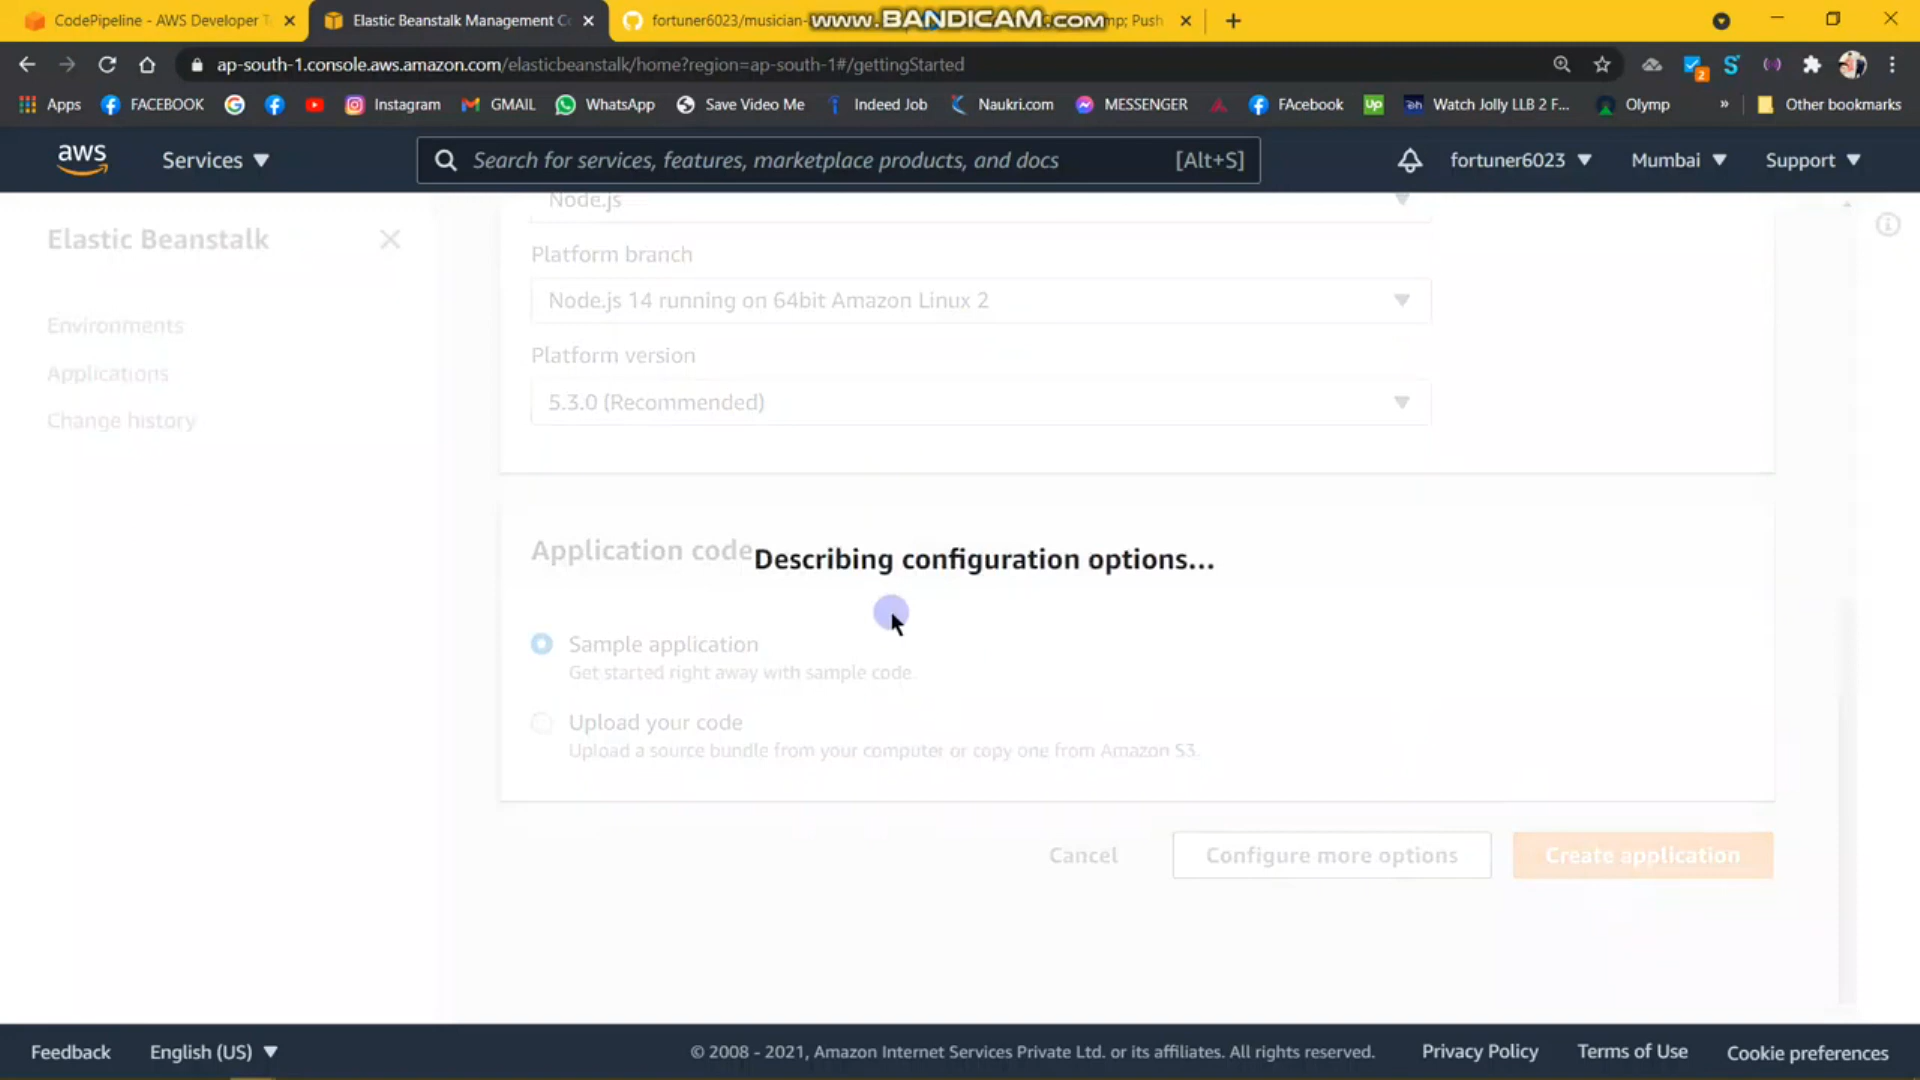 CodePipeline - AWS Developer T
Elastic Beanstalk Management C
fortuner6023/musician-
www.BANDICAM.com
mp; Push
ap-south-1.console.aws.amazon.com/elasticbeanstalk/home?region=ap-south-1#/gettingStarted
Apps
FACEBOOK
Instagram
GMAIL
WhatsApp
Save Video Me
Indeed Job
Naukri.com
MESSENGER
FAcebook
Up
Watch Jolly LLB 2 F...
Olymp
»
Other bookmarks
aws
Services
Search for services, features, marketplace products, and docs
[Alt+S]
fortuner6023
Mumbai
Support
Elastic Beanstalk
Environments
Applications
Change history
Node.js
Platform branch
Node.js 14 running on 64bit Amazon Linux 2
Platform version
5.3.0 (Recommended)
Application code
Describing configuration options...
Sample application
Get started right away with sample code.
Upload your code
Upload a source bundle from your computer or copy one from Amazon S3.
Cancel
Configure more options
Create application
Feedback
English (US)
© 2008 - 2021, Amazon Internet Services Private Ltd. or its affiliates. All rights reserved.
Privacy Policy
Terms of Use
Cookie preferences